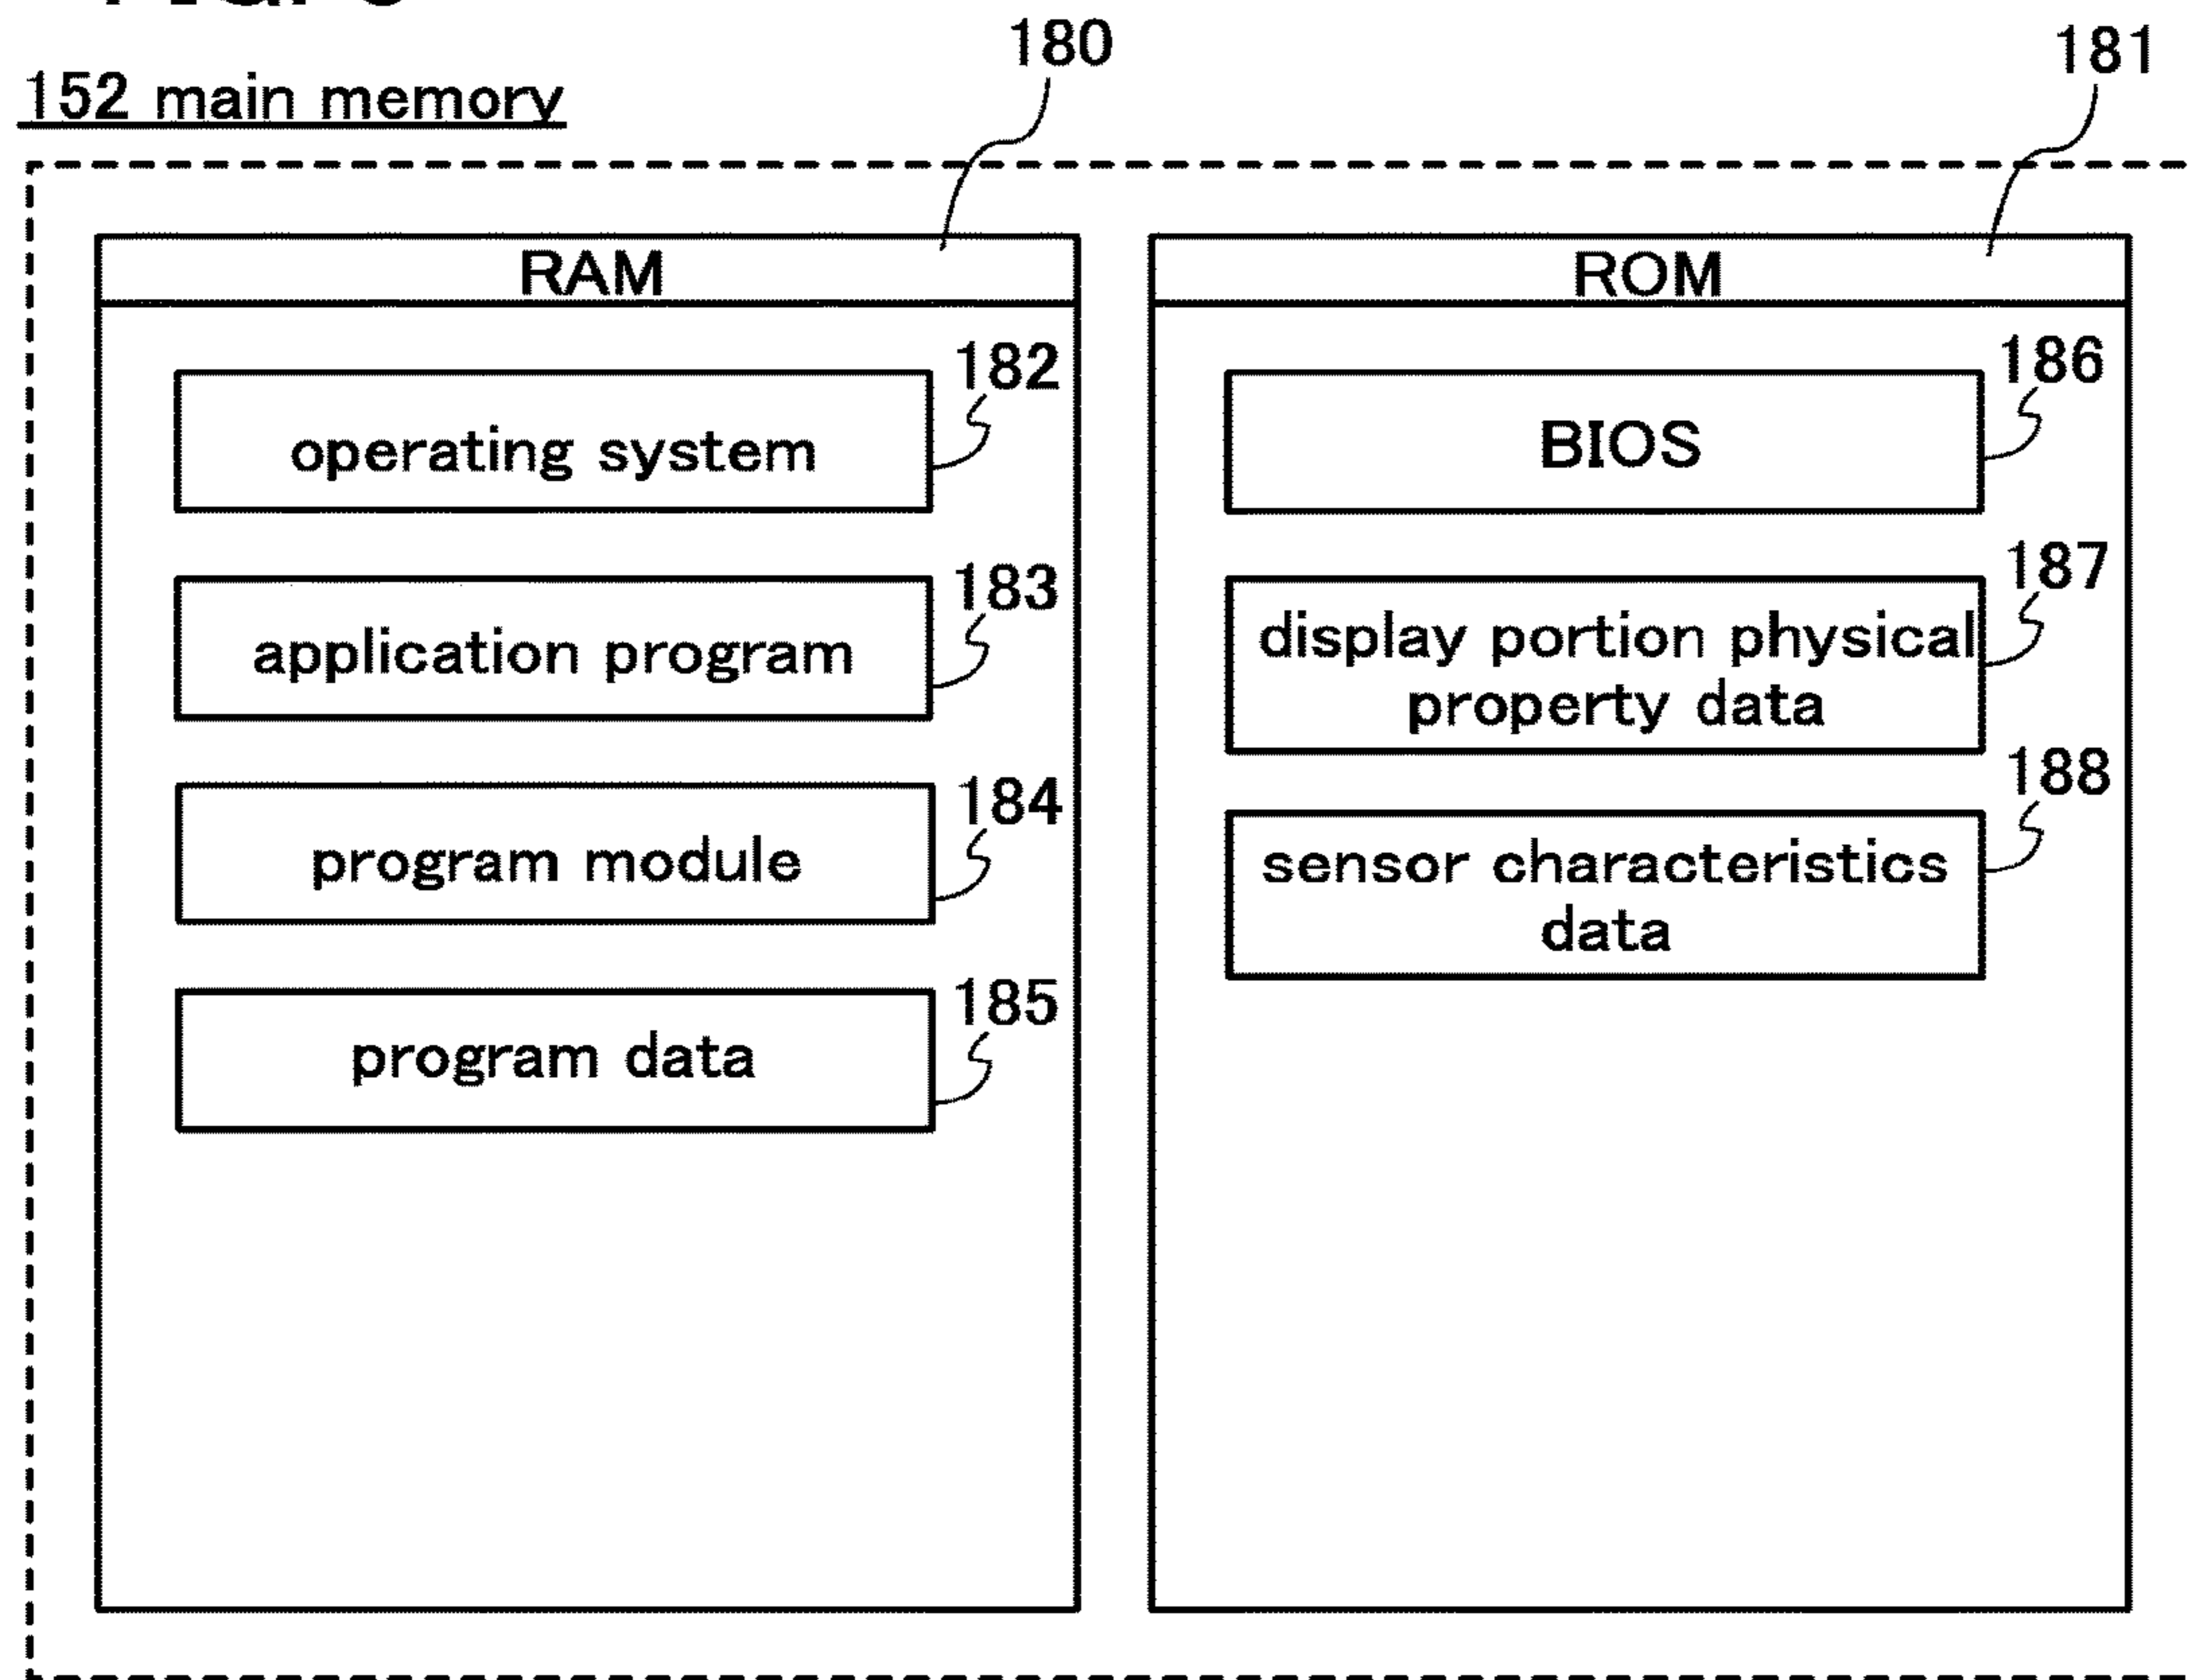 180
181
152 main memory
RAM
182
operating system
183
application program
184
program module
185
program data
ROM
186
BIOS
187
display portion physical
property data
188
sensor characteristics
data